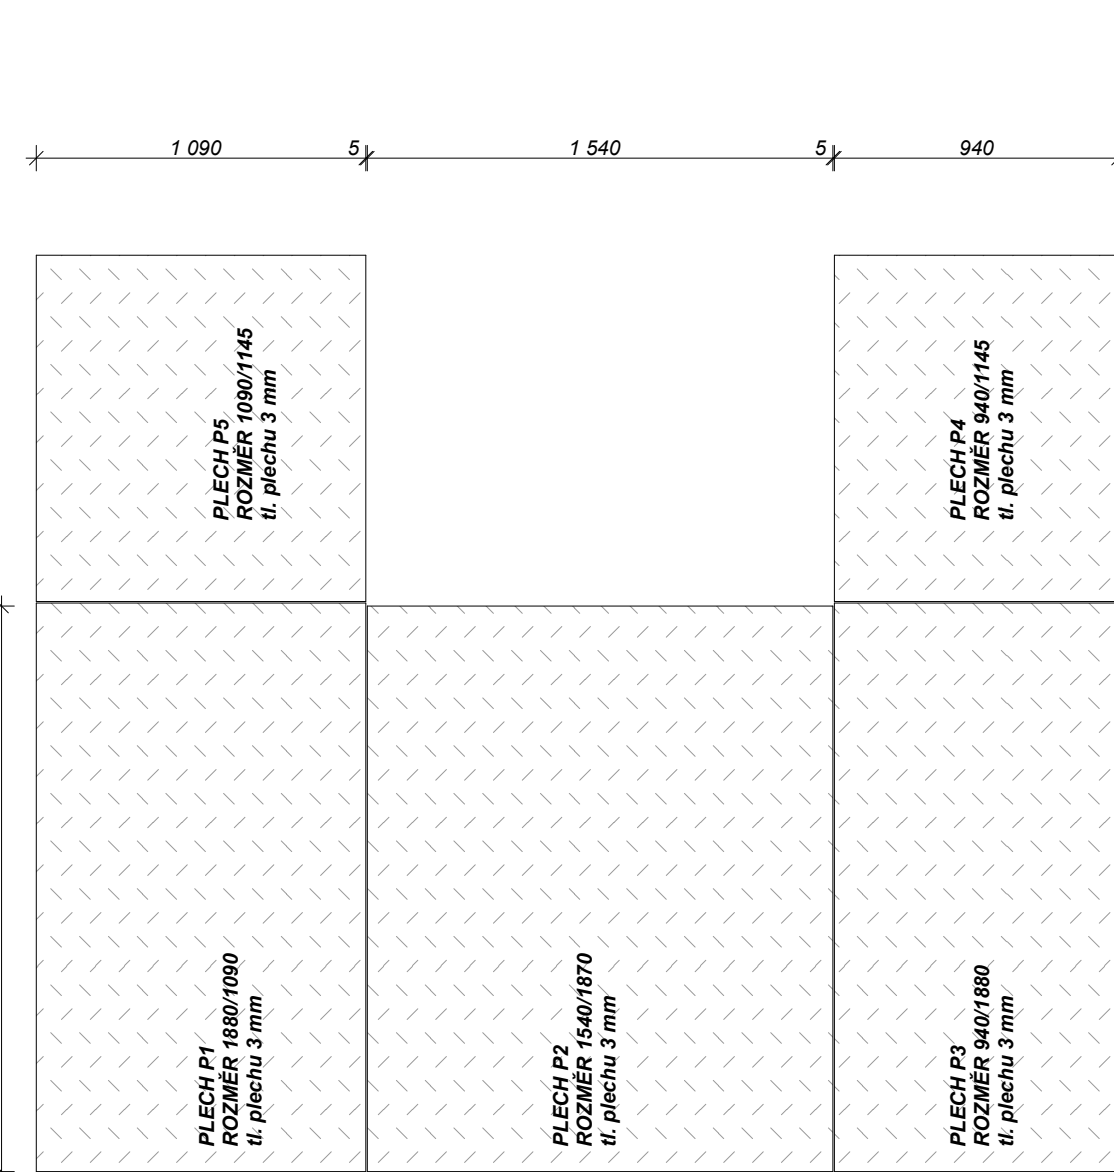 1 090 5 1 540 5 940
PLECH P5
ROZMĚR 1090/1145
tl. plechu 3 mm
PLECH P4
ROZMĚR 940/1145
tl. plechu 3 mm
PLECH P1
ROZMĚR 1880/1090
tl. plechu 3 mm
PLECH P2
ROZMĚR 1540/1870
tl. plechu 3 mm
PLECH P3
ROZMĚR 940/1880
tl. plechu 3 mm